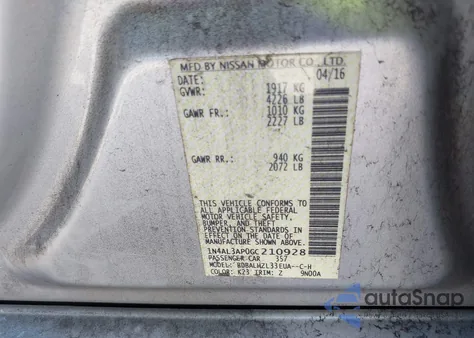 MFD BY NISSAN MOTOR CO., LTD.
DATE: 04/16
GVWR: 1917 KG
4226 LB
GAWR FR.: 1010 KG
2227 LB
GAWR RR.: 940 KG
2072 LB
THIS VEHICLE CONFORMS TO
ALL APPLICABLE FEDERAL
MOTOR VEHICLE SAFETY,
BUMPER, AND THEFT
PREVENTION STANDARDS
IN EFFECT ON THE DATE OF
MANUFACTURE SHOWN ABOVE.
1N4AL3AP0GC210928
PASSENGER CAR 357
MODEL: BDBALHZL33EUA--C-H
COLOR: K23 TRIM: Z 9N00A
autoSnap